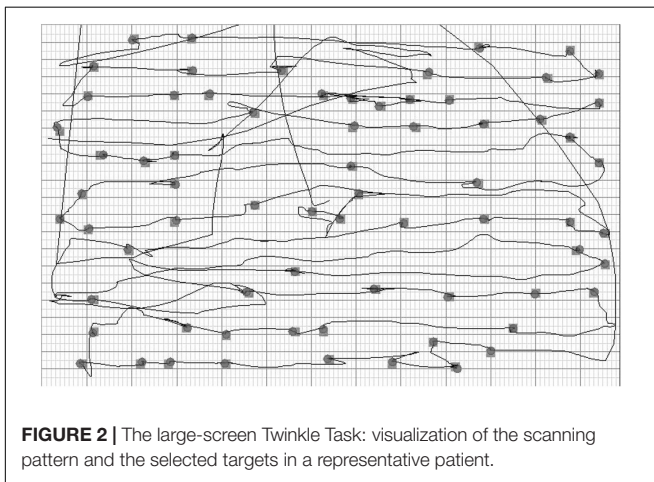 FIGURE 2 | The large-screen Twinkle Task: visualization of the scanning
pattern and the selected targets in a representative patient.